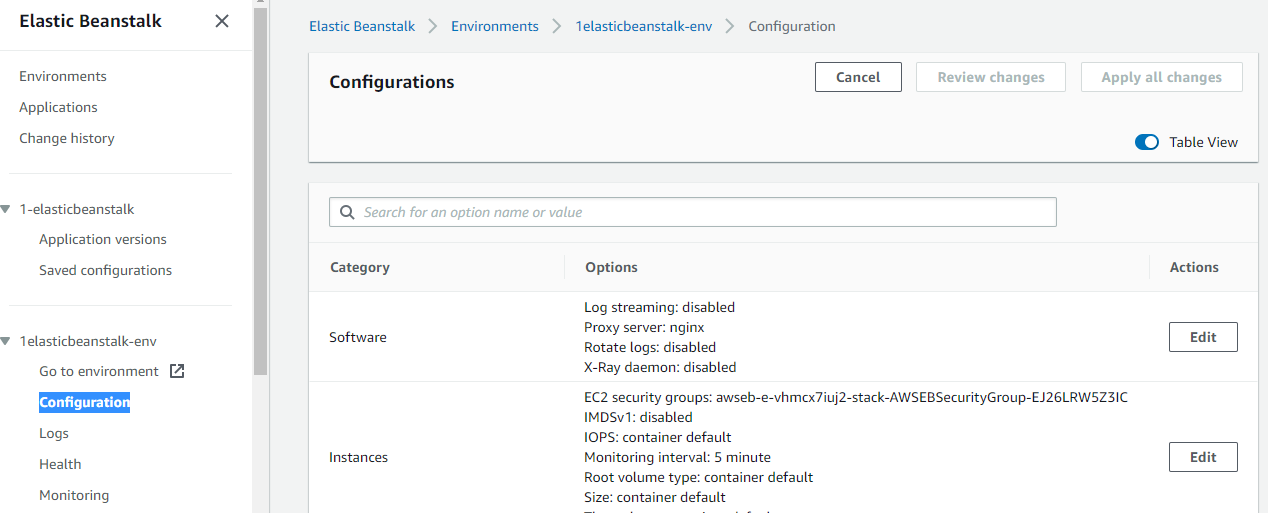 Elastic Beanstalk
Environments
Applications
Change history
1-elasticbeanstalk
Application versions
Saved configurations
1elasticbeanstalk-env
Go to environment
Configuration
Logs
Health
Monitoring
Elastic Beanstalk > Environments > 1elasticbeanstalk-env > Configuration
Configurations
Cancel
Review changes
Apply all changes
Table View
Search for an option name or value
Category Options Actions
Software
Log streaming: disabled
Proxy server: nginx
Rotate logs: disabled
X-Ray daemon: disabled
Edit
Instances
EC2 security groups: awseb-e-vhmcx7iuj2-stack-AWSEBSecurityGroup-EJ26LRW5Z3IC
IMDSv1: disabled
IOPS: container default
Monitoring interval: 5 minute
Root volume type: container default
Size: container default
Edit